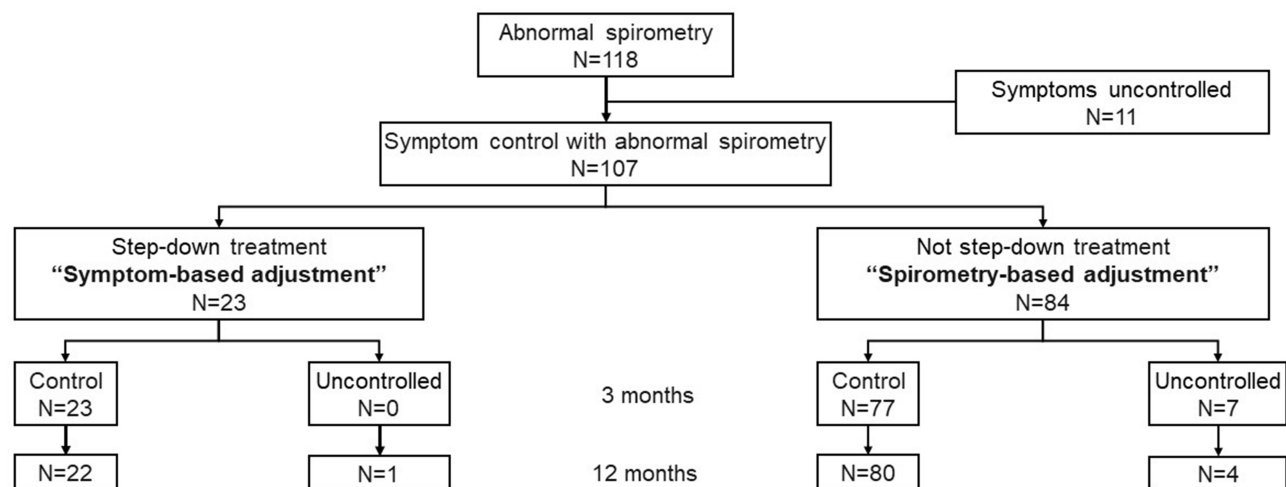 Abnormal spirometry
N=118
Symptoms uncontrolled
N=11
Symptom control with abnormal spirometry
N=107
Step-down treatment
“Symptom-based adjustment”
N=23
Not step-down treatment
“Spirometry-based adjustment”
N=84
Control
N=23
Uncontrolled
N=0
3 months
Control
N=77
Uncontrolled
N=7
N=22
N=1
12 months
N=80
N=4